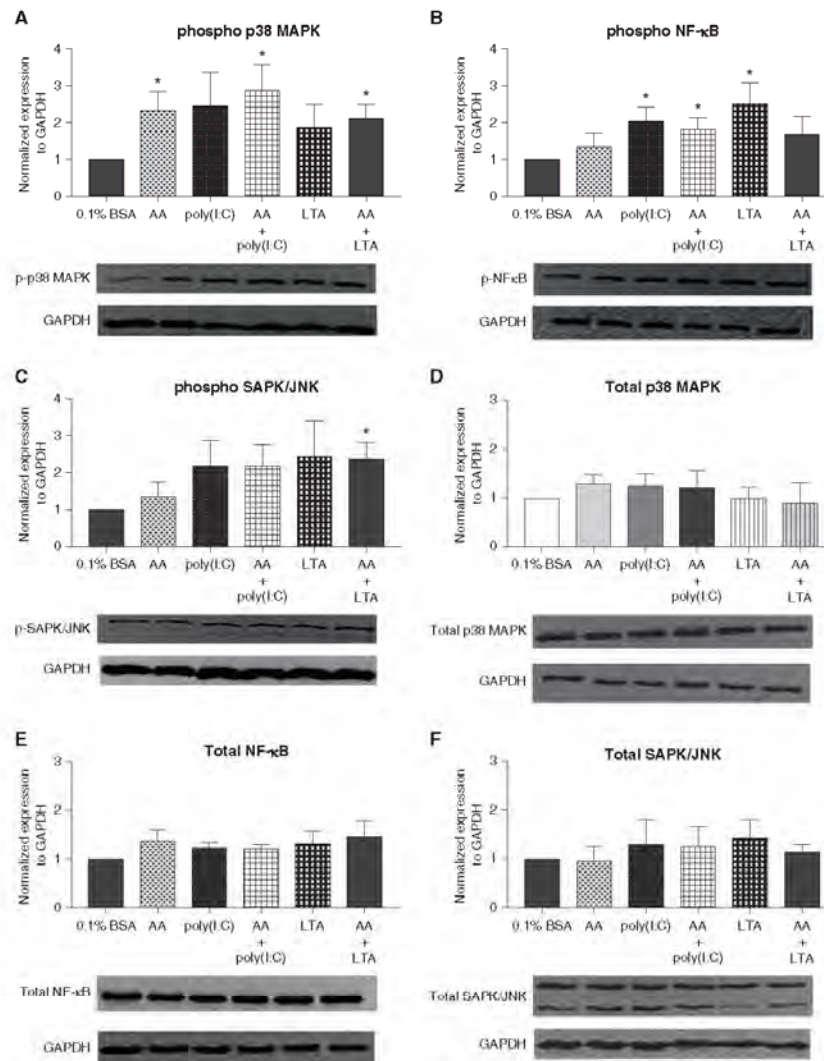 A
phospho p38 MAPK
Normalized expression
to GAPDH
4
3
2
1
0
*
*
*
0.1% BSA AA poly(I:C) AA + poly(I:C) LTA AA + LTA
p-p38 MAPK
GAPDH
B
phospho NF-κB
Normalized expression
to GAPDH
4
3
2
1
0
*
*
*
0.1% BSA AA poly(I:C) AA + poly(I:C) LTA AA + LTA
p-NFκB
GAPDH
C
phospho SAPK/JNK
Normalized expression
to GAPDH
4
3
2
1
0
*
0.1% BSA AA poly(I:C) AA + poly(I:C) LTA AA + LTA
p-SAPK/JNK
GAPDH
D
Total p38 MAPK
Normalized expression
to GAPDH
3
2
1
0
0.1% BSA AA poly(I:C) AA + poly(I:C) LTA AA + LTA
Total p38 MAPK
GAPDH
E
Total NF-κB
Normalized expression
to GAPDH
3
2
1
0
0.1% BSA AA poly(I:C) AA + poly(I:C) LTA AA + LTA
Total NF-κB
GAPDH
F
Total SAPK/JNK
Normalized expression
to GAPDH
3
2
1
0
0.1% BSA AA poly(I:C) AA + poly(I:C) LTA AA + LTA
Total SAPK/JNK
GAPDH